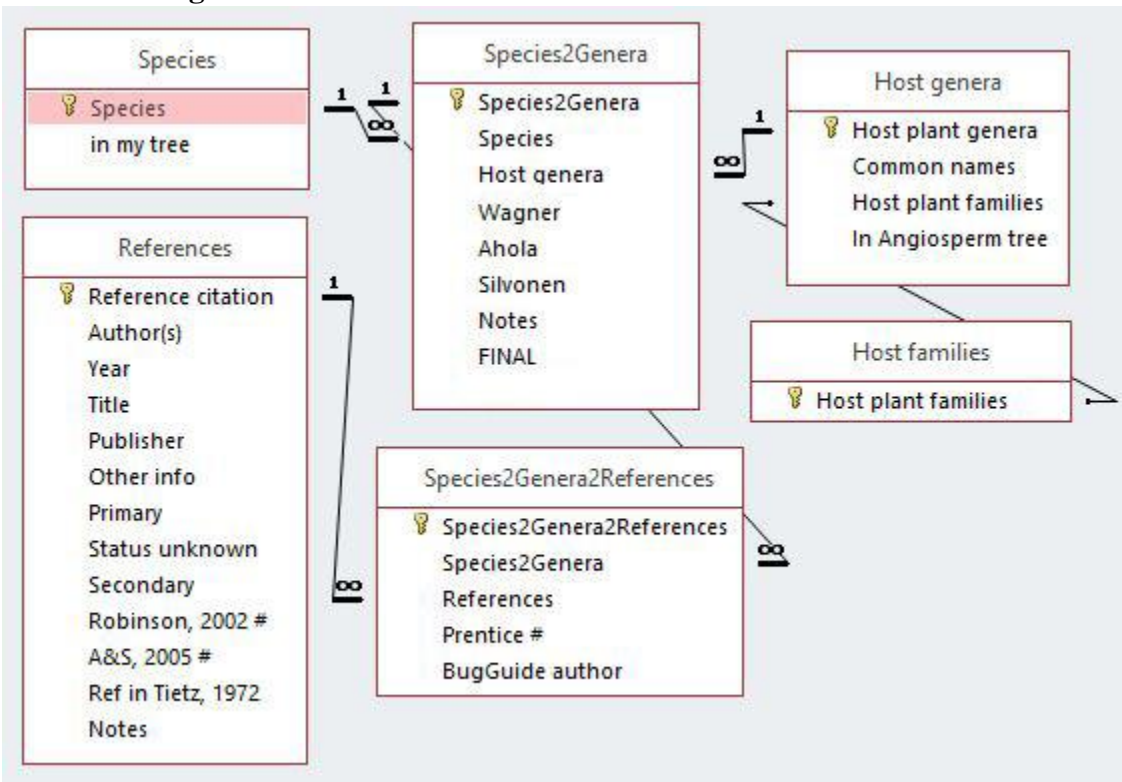 Species
Species
in my tree
References
Reference citation
Author(s)
Year
Title
Publisher
Other info
Primary
Status unknown
Secondary
Robinson, 2002 #
A&S, 2005 #
Ref in Tietz, 1972
Notes
1
1
∞
1
∞
Species2Genera
Species2Genera
Species
Host genera
Wagner
Ahola
Silvonen
Notes
FINAL
Species2Genera2References
Species2Genera2References
Species2Genera
References
Prentice #
BugGuide author
1
∞
∞
Host genera
Host plant genera
Common names
Host plant families
In Angiosperm tree
Host families
Host plant families